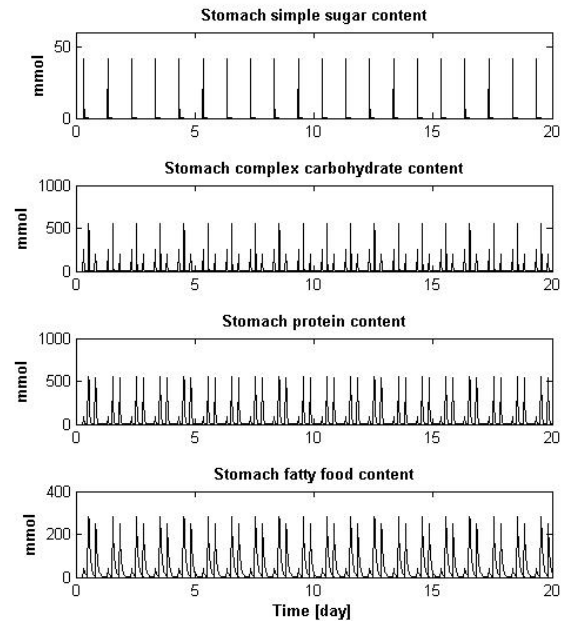 Stomach simple sugar content
50
mmol
0
0 5 10 15 20
Stomach complex carbohydrate content
1000
mmol
500
0
0 5 10 15 20
Stomach protein content
1000
mmol
500
0
0 5 10 15 20
Stomach fatty food content
400
mmol
200
0
0 5 10 15 20
Time [day]